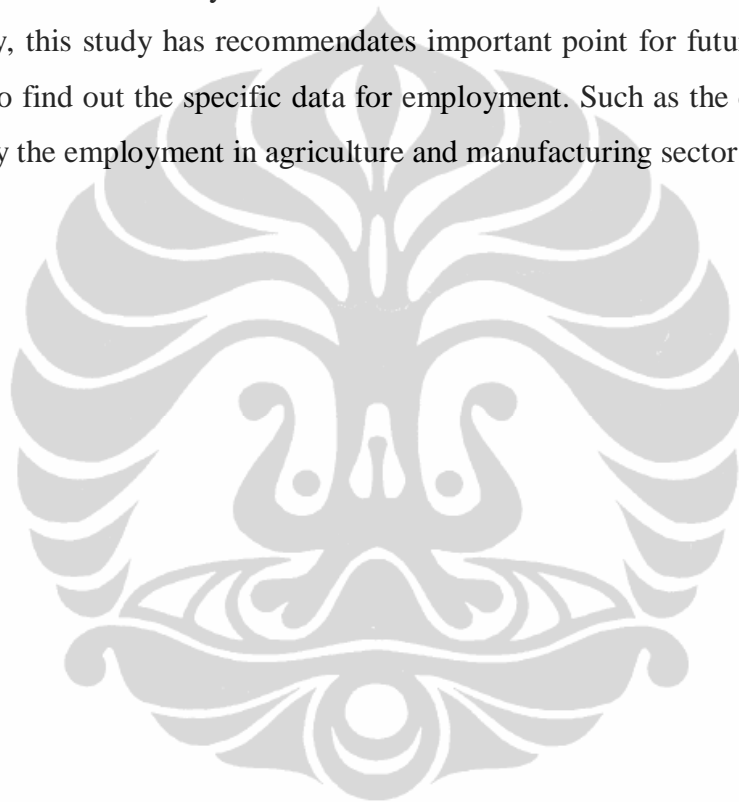 y, this study has recommendates important point for futur
o find out the specific data for employment. Such as the
y the employment in agriculture and manufacturing sector